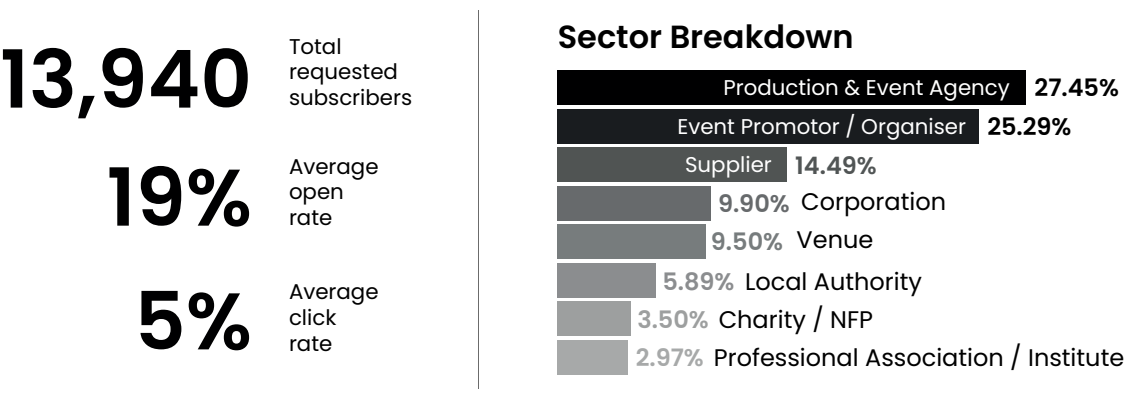 13,940
Total
requested
subscribers
19%
Average
open
rate
5%
Average
click
rate
Sector Breakdown
Production & Event Agency 27.45%
Event Promotor / Organiser 25.29%
Supplier 14.49%
9.90% Corporation
9.50% Venue
5.89% Local Authority
3.50% Charity / NFP
2.97% Professional Association / Institute